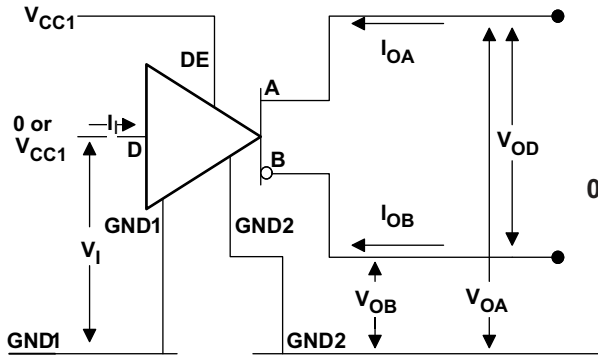 VCC1
DE
A
IOA
0 or
VCC1
II
D
B
VOD
0
GND1
GND2
IOB
VI
VOB
VOA
GND1
GND2